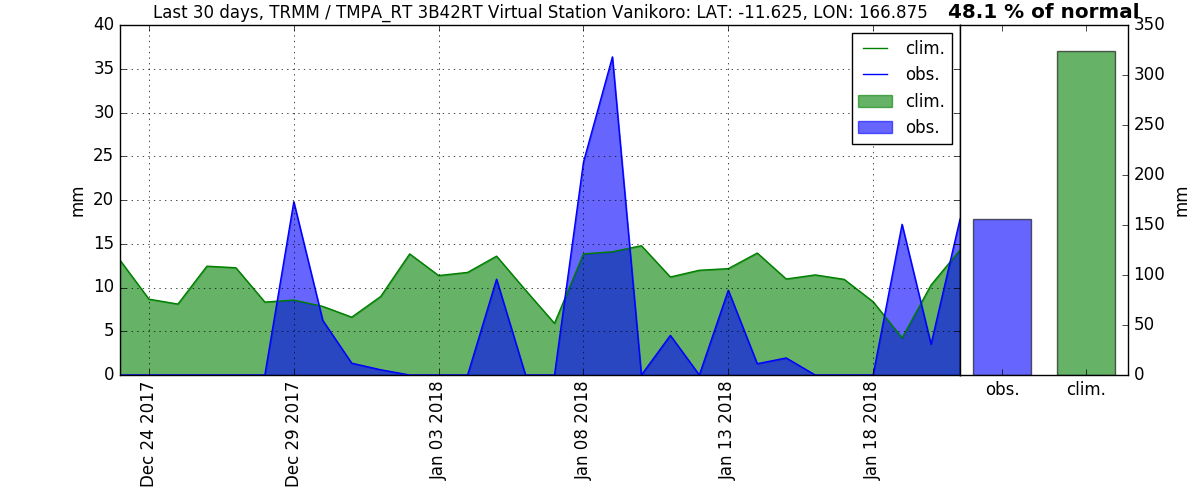 Last 30 days, TRMM / TMPA_RT 3B42RT Virtual Station Vanikoro: LAT: -11.625, LON: 166.875
48.1 % of normal
40
35
30
25
20
15
10
5
0
mm
clim.
obs.
clim.
obs.
Dec 24 2017
Dec 29 2017
Jan 03 2018
Jan 08 2018
Jan 13 2018
Jan 18 2018
350
300
250
200
150
100
50
0
mm
obs.
clim.